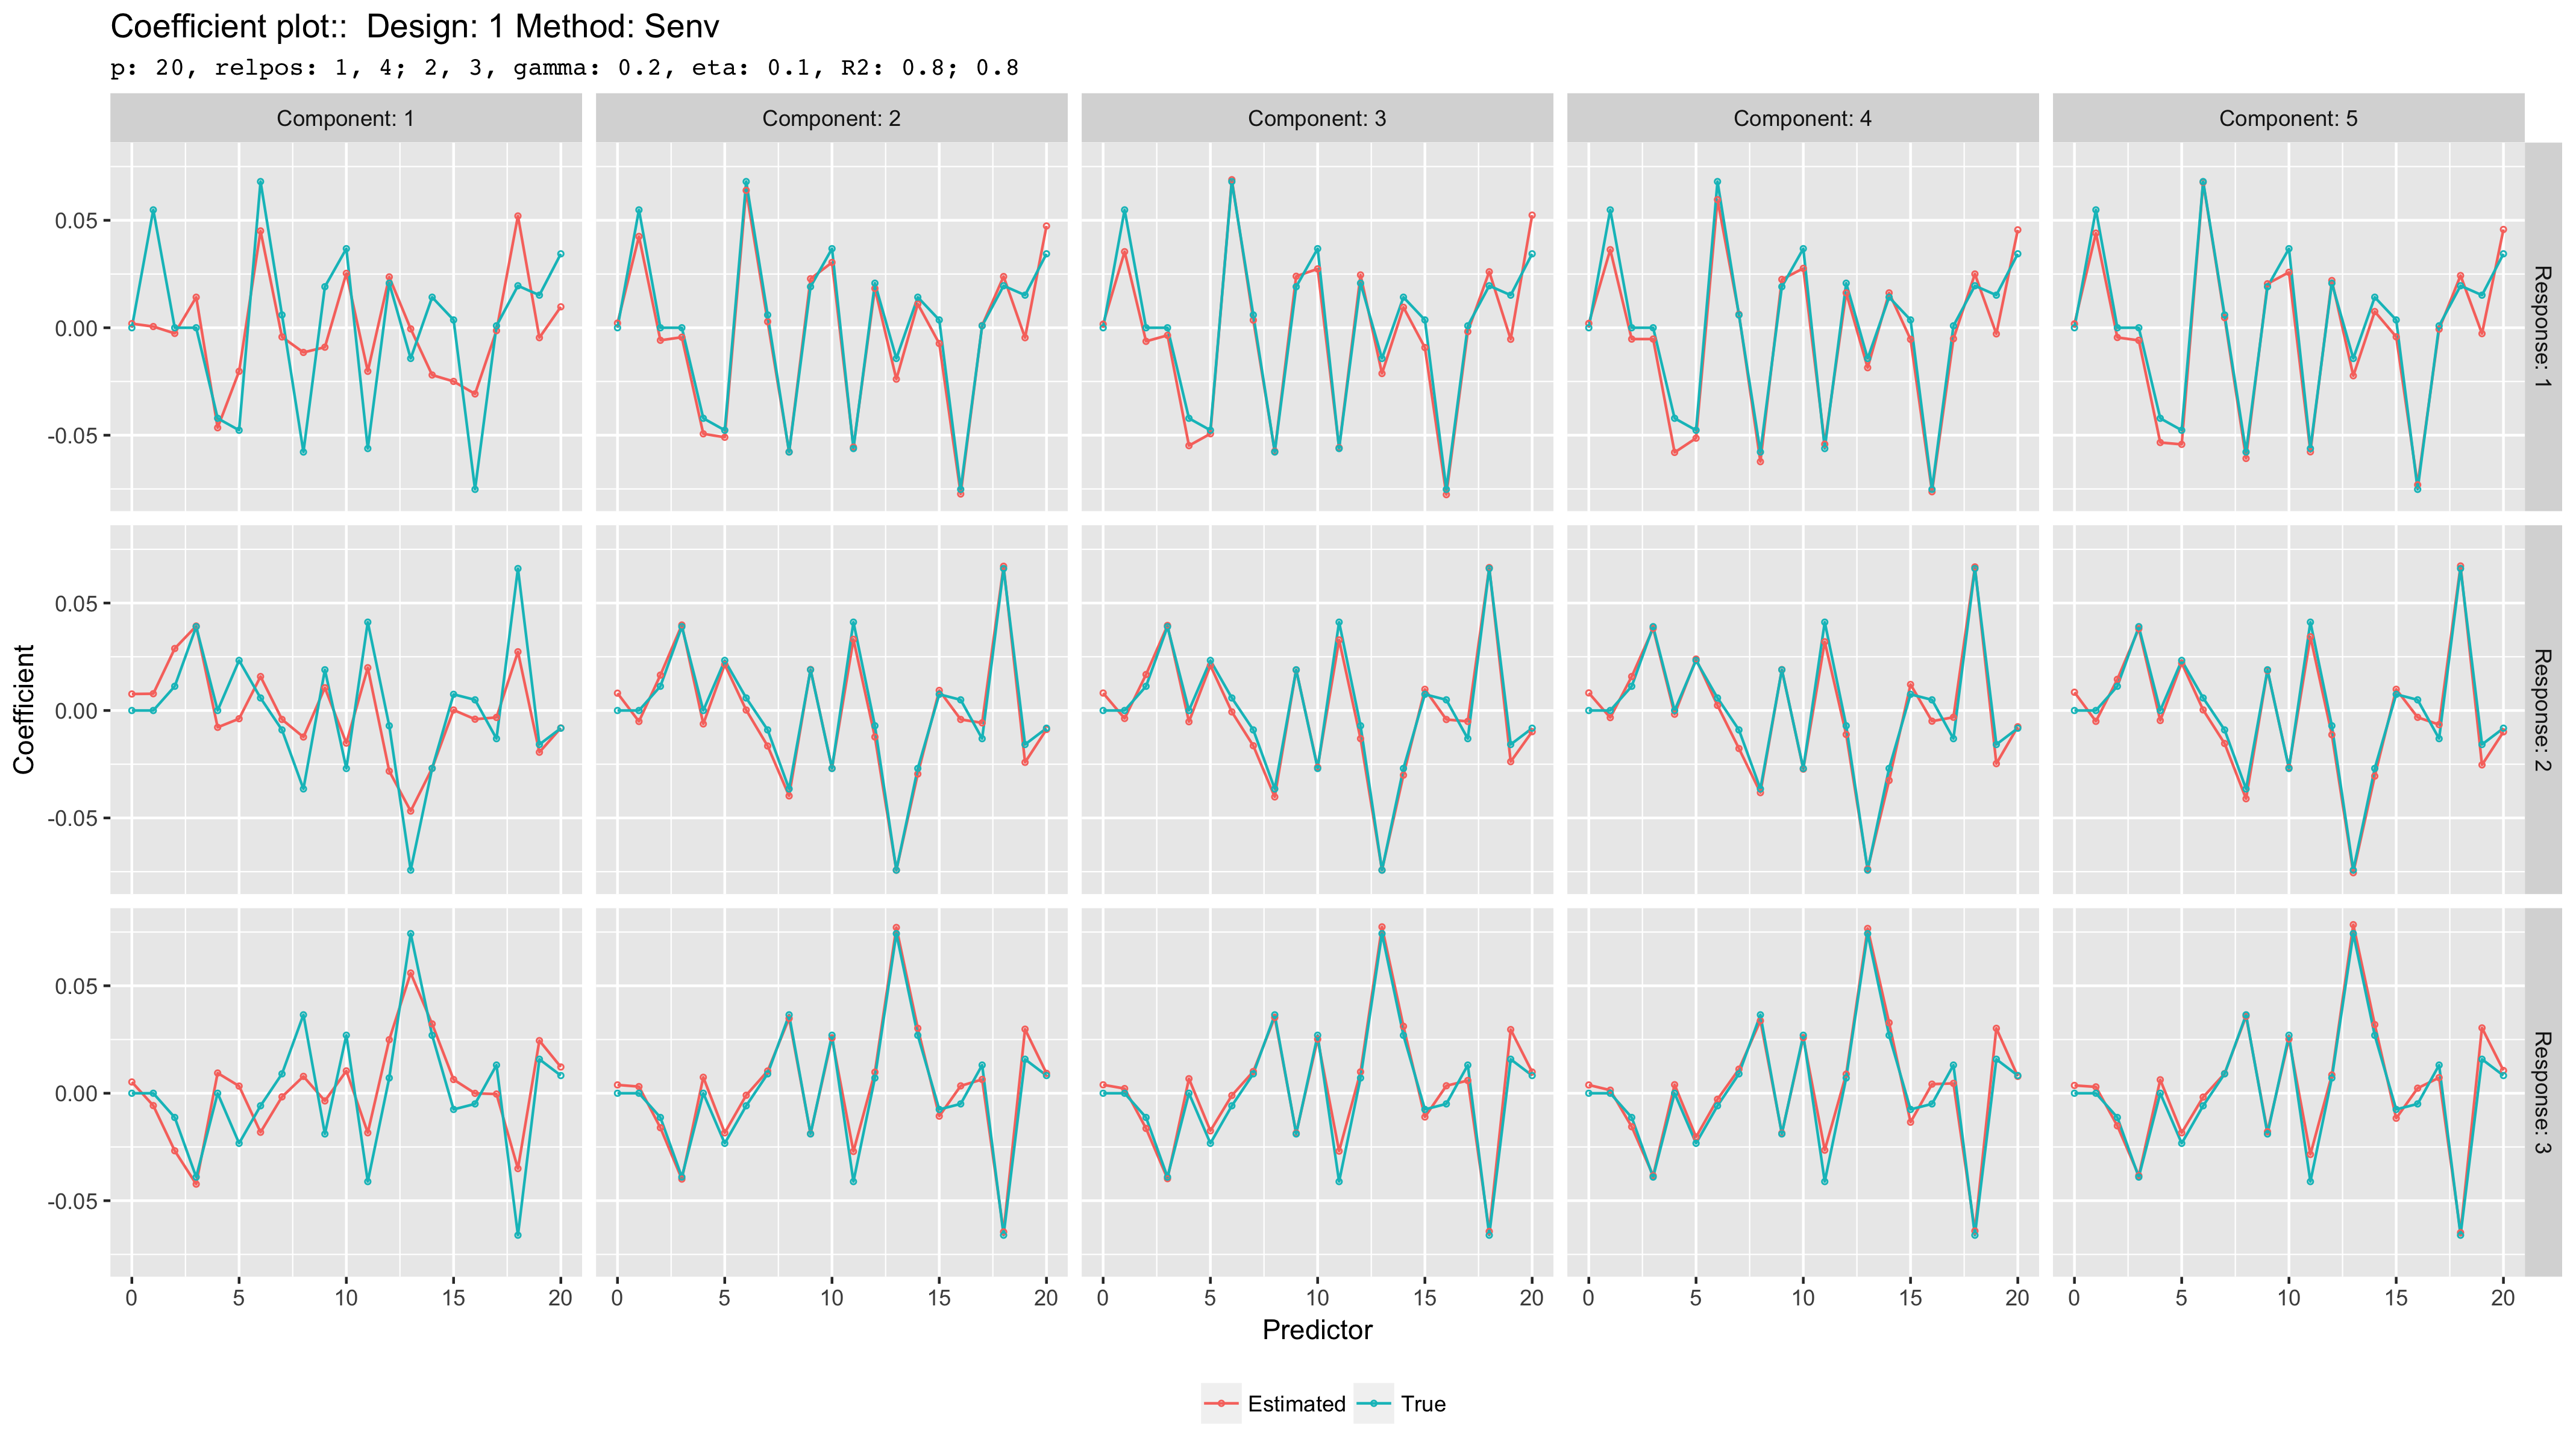 Coefficient plot::  Design: 1 Method: Senv
p: 20, relpos: 1, 4; 2, 3, gamma: 0.2, eta: 0.1, R2: 0.8; 0.8
Component: 1 Component: 2 Component: 3 Component: 4 Component: 5
0.05
0.00
-0.05
Response: 1
0.05
0.00
-0.05
Response: 2
0.05
0.00
-0.05
Response: 3
Coefficient
0 5 10 15 20 0 5 10 15 20 0 5 10 15 20 0 5 10 15 20 0 5 10 15 20
Predictor
Estimated True